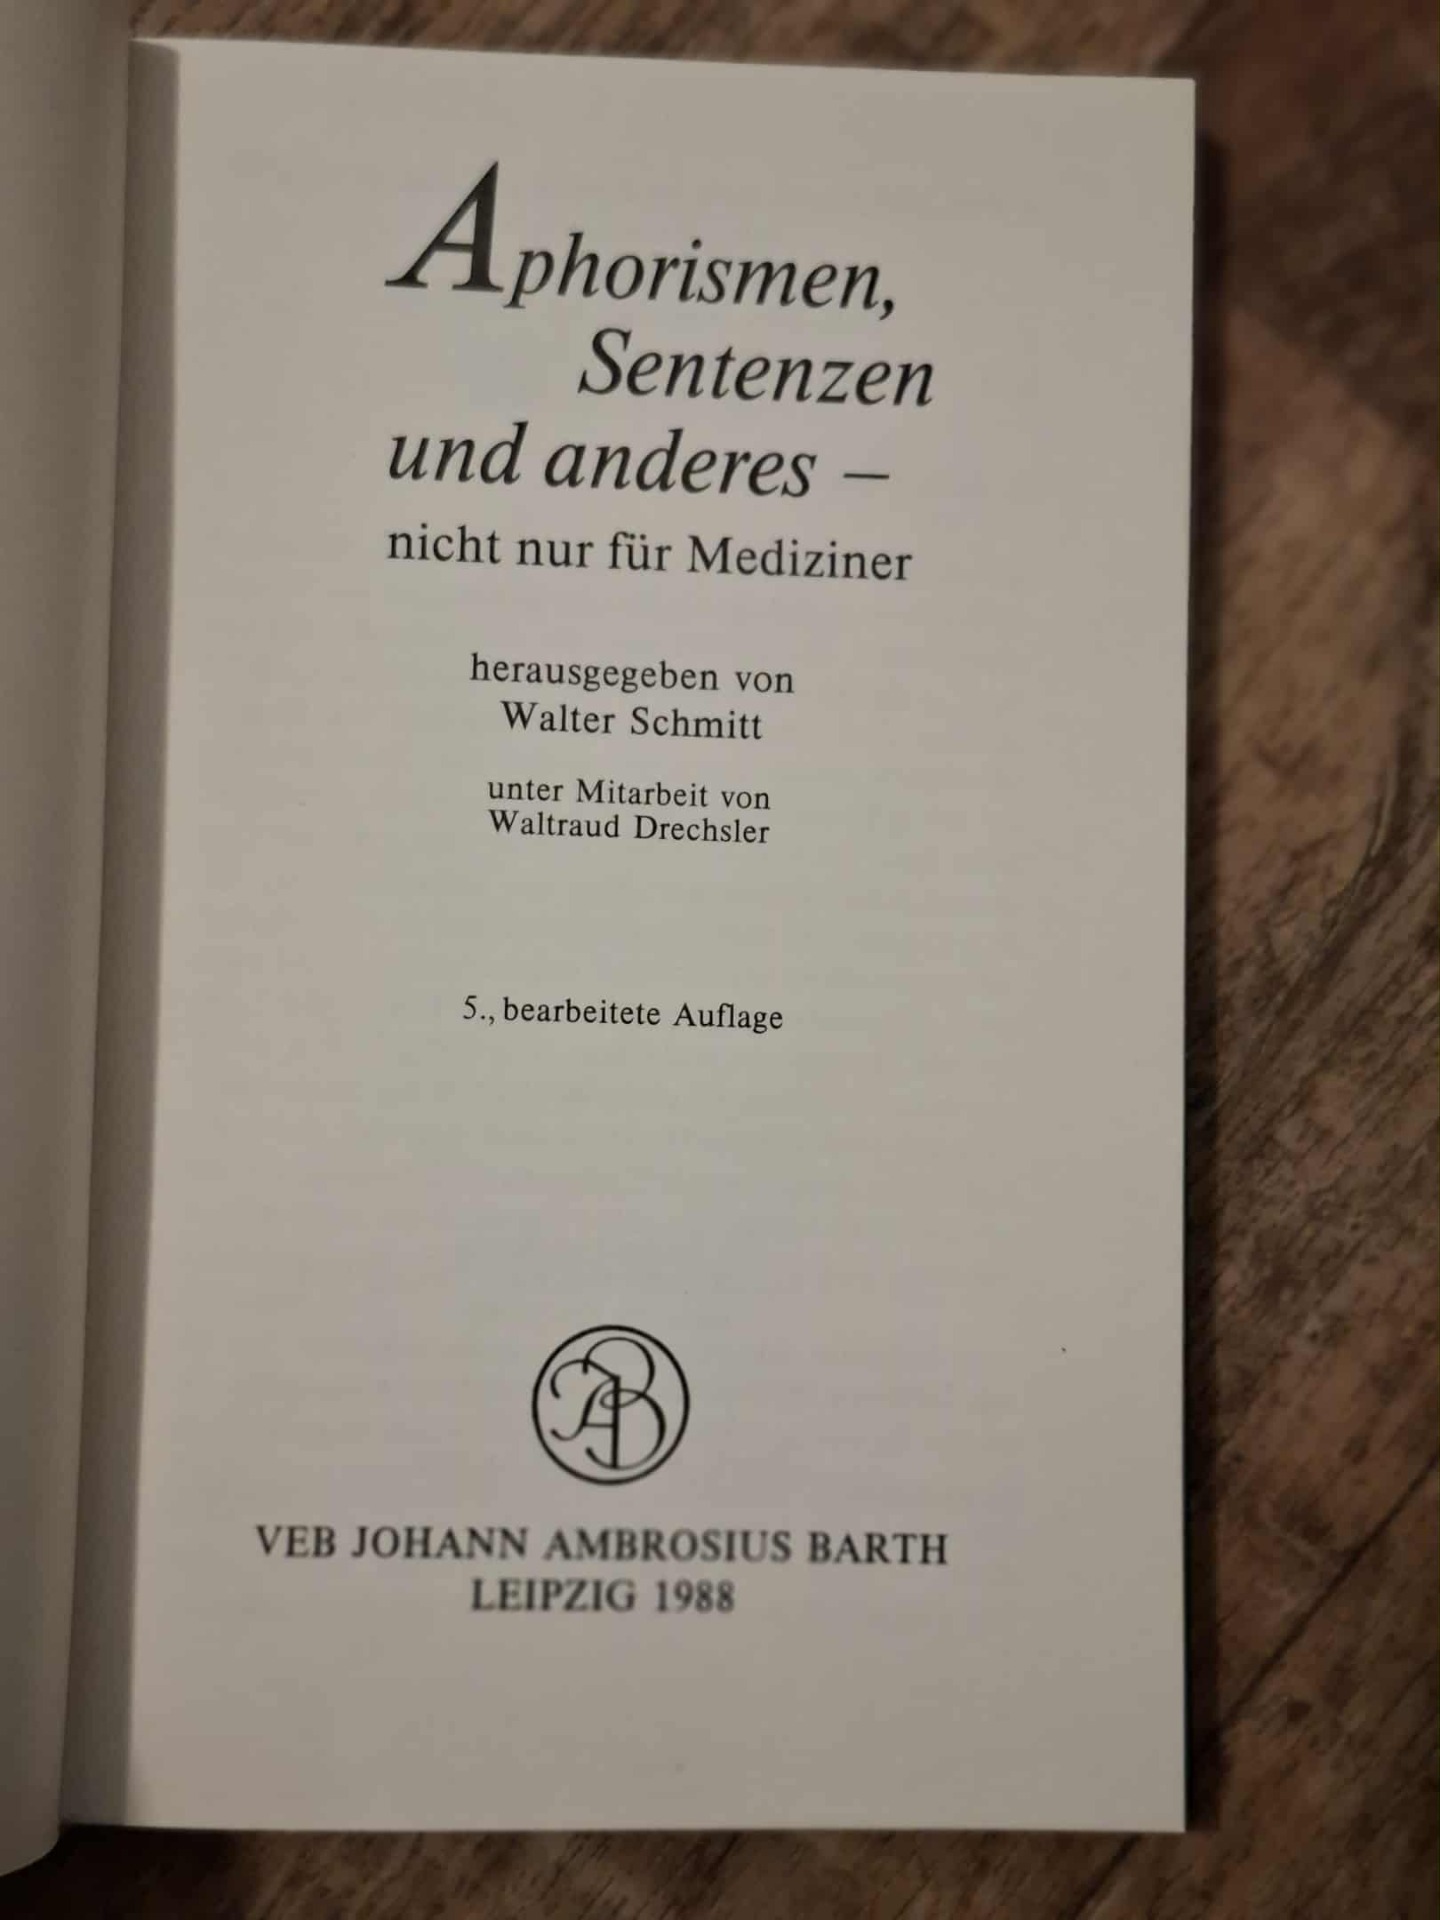 Aphorismen,
Sentenzen
und anderes –
nicht nur für Mediziner
herausgegeben von
Walter Schmitt
unter Mitarbeit von
Waltraud Drechsler
5., bearbeitete Auflage
JAB
VEB JOHANN AMBROSIUS BARTH
LEIPZIG 1988